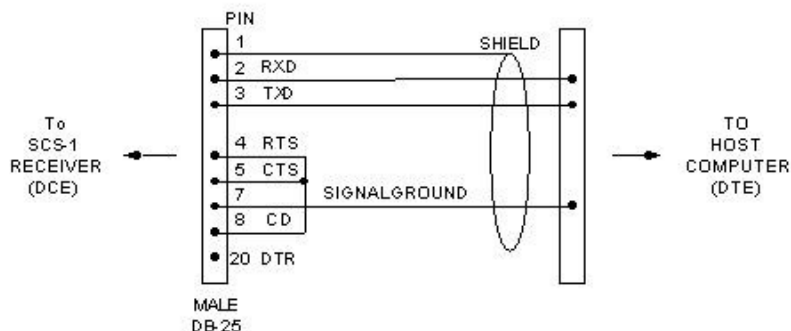 PIN
1
SHIELD
2 RXD
3 TXD
To
SCS-1
RECEIVER
(DCE)
4 RTS
5 CTS
7
SIGNALGROUND
8 CD
20 DTR
TO
HOST
COMPUTER
(DTE)
MALE
DB-25